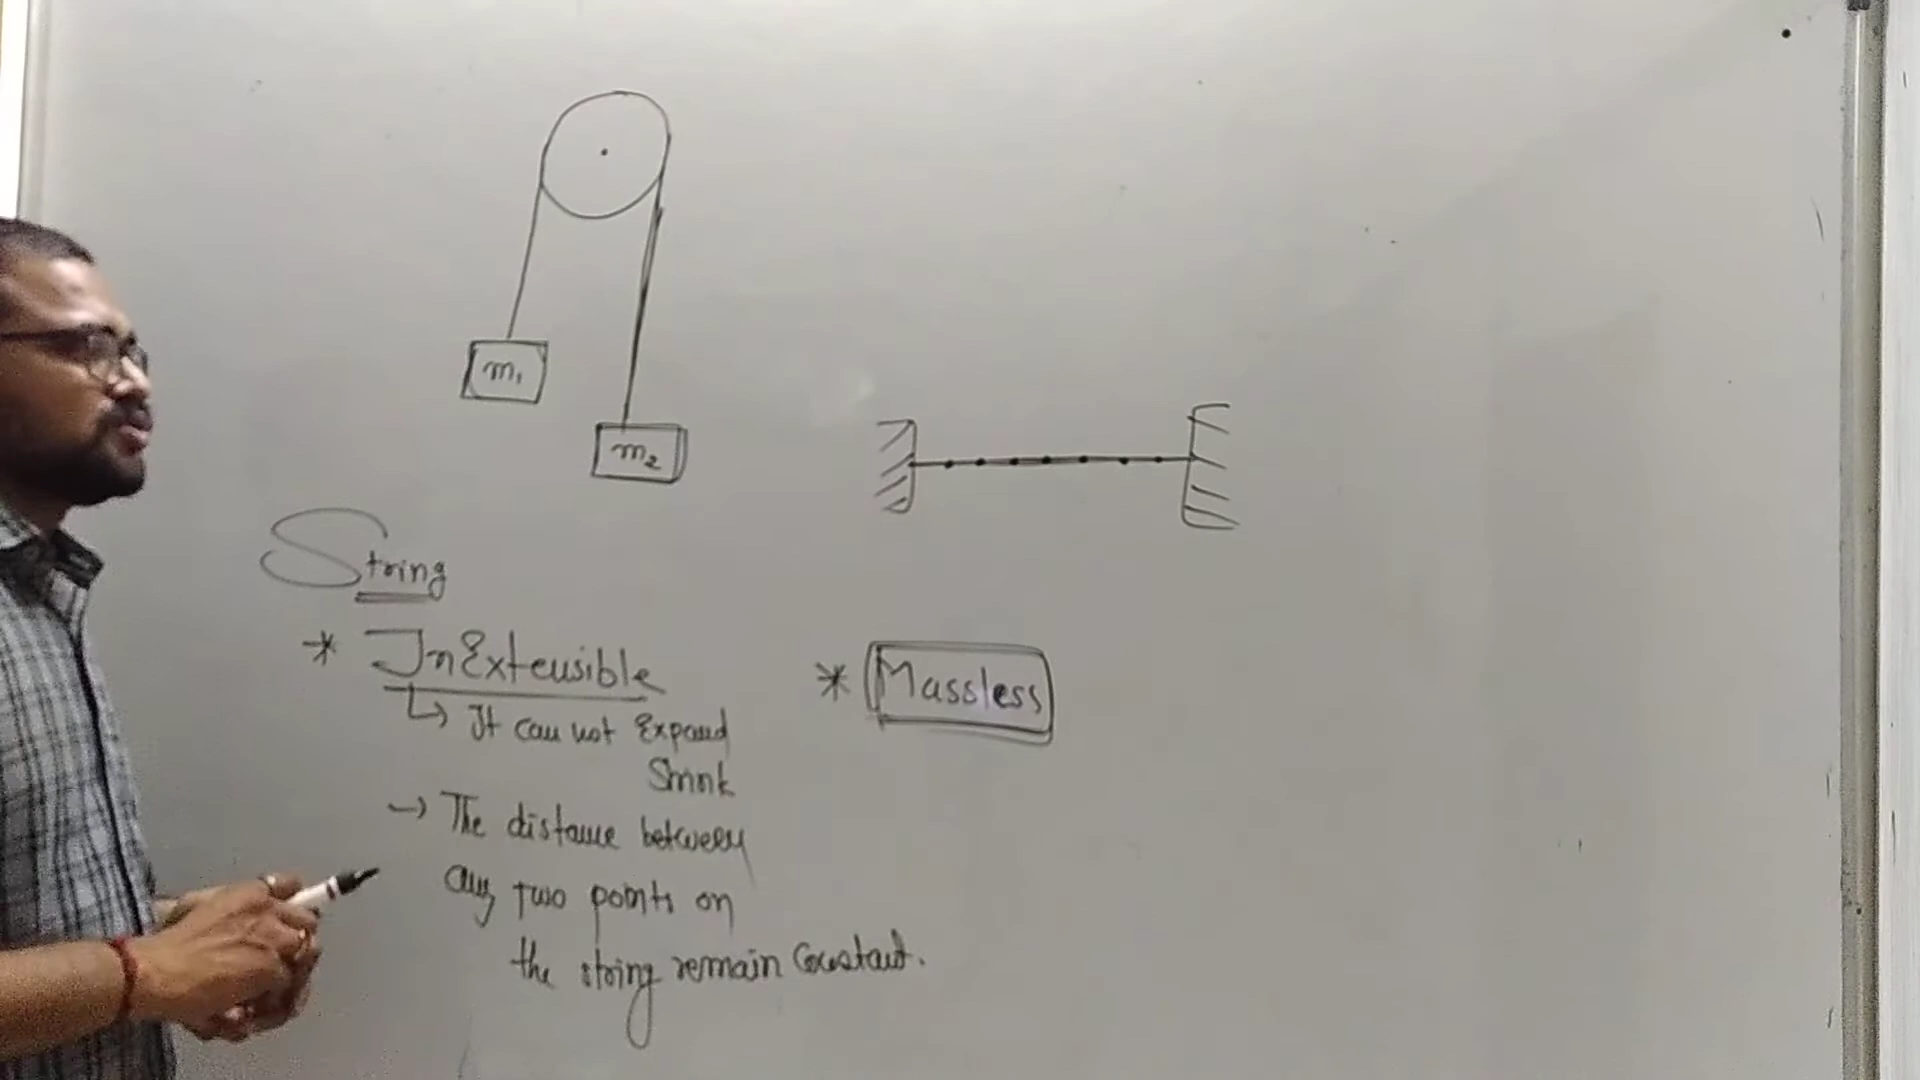 m₁
m₂
String
* InExtensible
* Massless
↳ It can not Expand
Shrink
→ The distance between
any two points on
the string remain Constant.